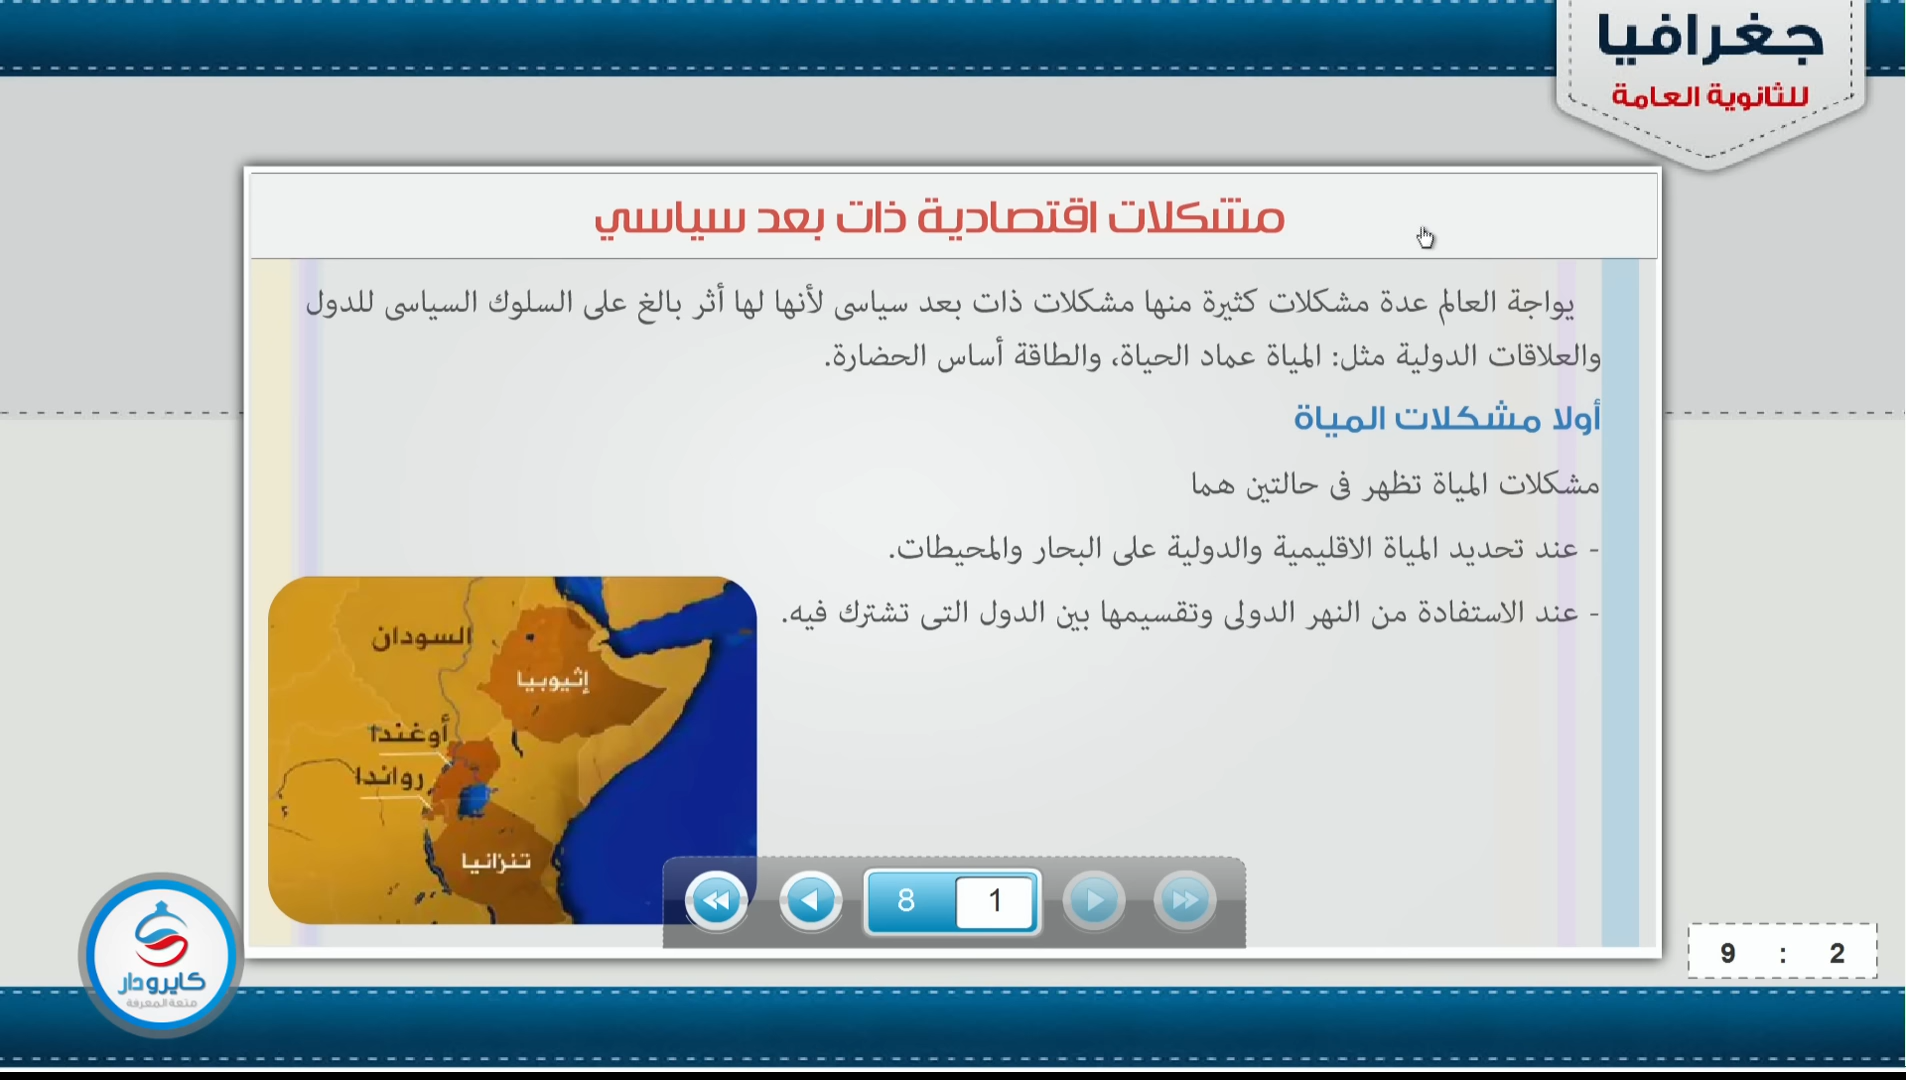 جغرافيا
للثانوية العامة
مشكلات اقتصادية ذات بعد سياسي
يواجة العالم عدة مشكلات كثيرة منها مشكلات ذات بعد سياسى لأنها لها أثر بالغ على السلوك السياسى للدول
والعلاقات الدولية مثل: المياة عماد الحياة، والطاقة أساس الحضارة.
أولا مشكلات المياة
مشكلات المياة تظهر فى حالتين هما
- عند تحديد المياة الاقليمية والدولية على البحار والمحيطات.
- عند الاستفادة من النهر الدولى وتقسيمها بين الدول التى تشترك فيه.
السودان
إثيوبيا
أوغندا
رواندا
تنزانيا
8 1
9 : 2
كايرودار
متعة المعرفة